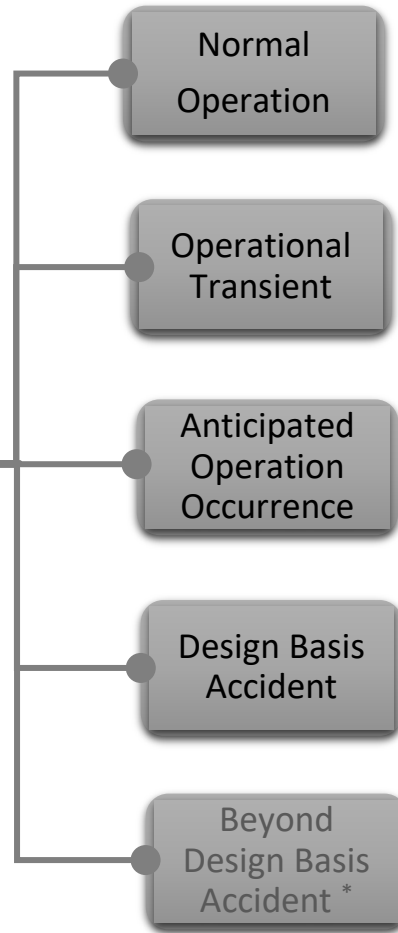 Normal
Operation
Operational
Transient
Anticipated
Operation
Occurrence
Design Basis
Accident
Beyond
Design Basis
Accident *